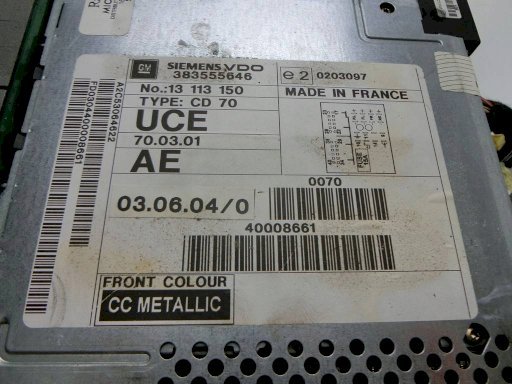 GM
SIEMENS VDO
383555646
e2 0203097
No.: 13 113 150
MADE IN FRANCE
TYPE: CD 70
UCE
70.03.01
AE
0070
03.06.04/0
40008661
FRONT COLOUR
CC METALLIC
A2C53064622